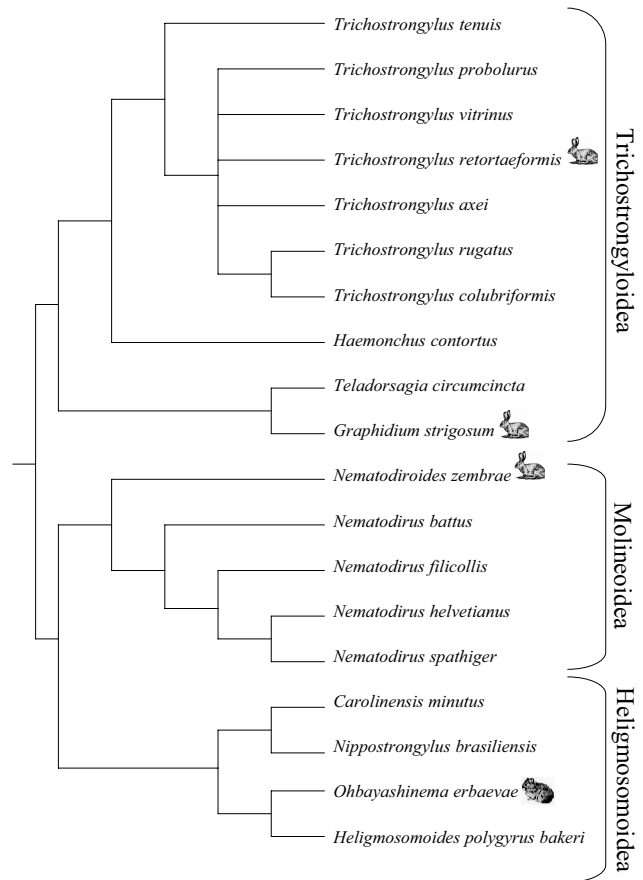 Trichostrongylus tenuis
Trichostrongylus probolurus
Trichostrongylus vitrinus
Trichostrongylus retortaeformis
Trichostrongylus axei
Trichostrongylus rugatus
Trichostrongylus colubriformis
Haemonchus contortus
Teladorsagia circumcincta
Graphidium strigosum
Trichostrongyloidea
Nematodiroides zembrae
Nematodirus battus
Nematodirus filicollis
Nematodirus helvetianus
Nematodirus spathiger
Molineoidea
Carolinensis minutus
Nippostrongylus brasiliensis
Ohbayashinema erbaevae
Heligmosomoides polygyrus bakeri
Heligmosomoidea